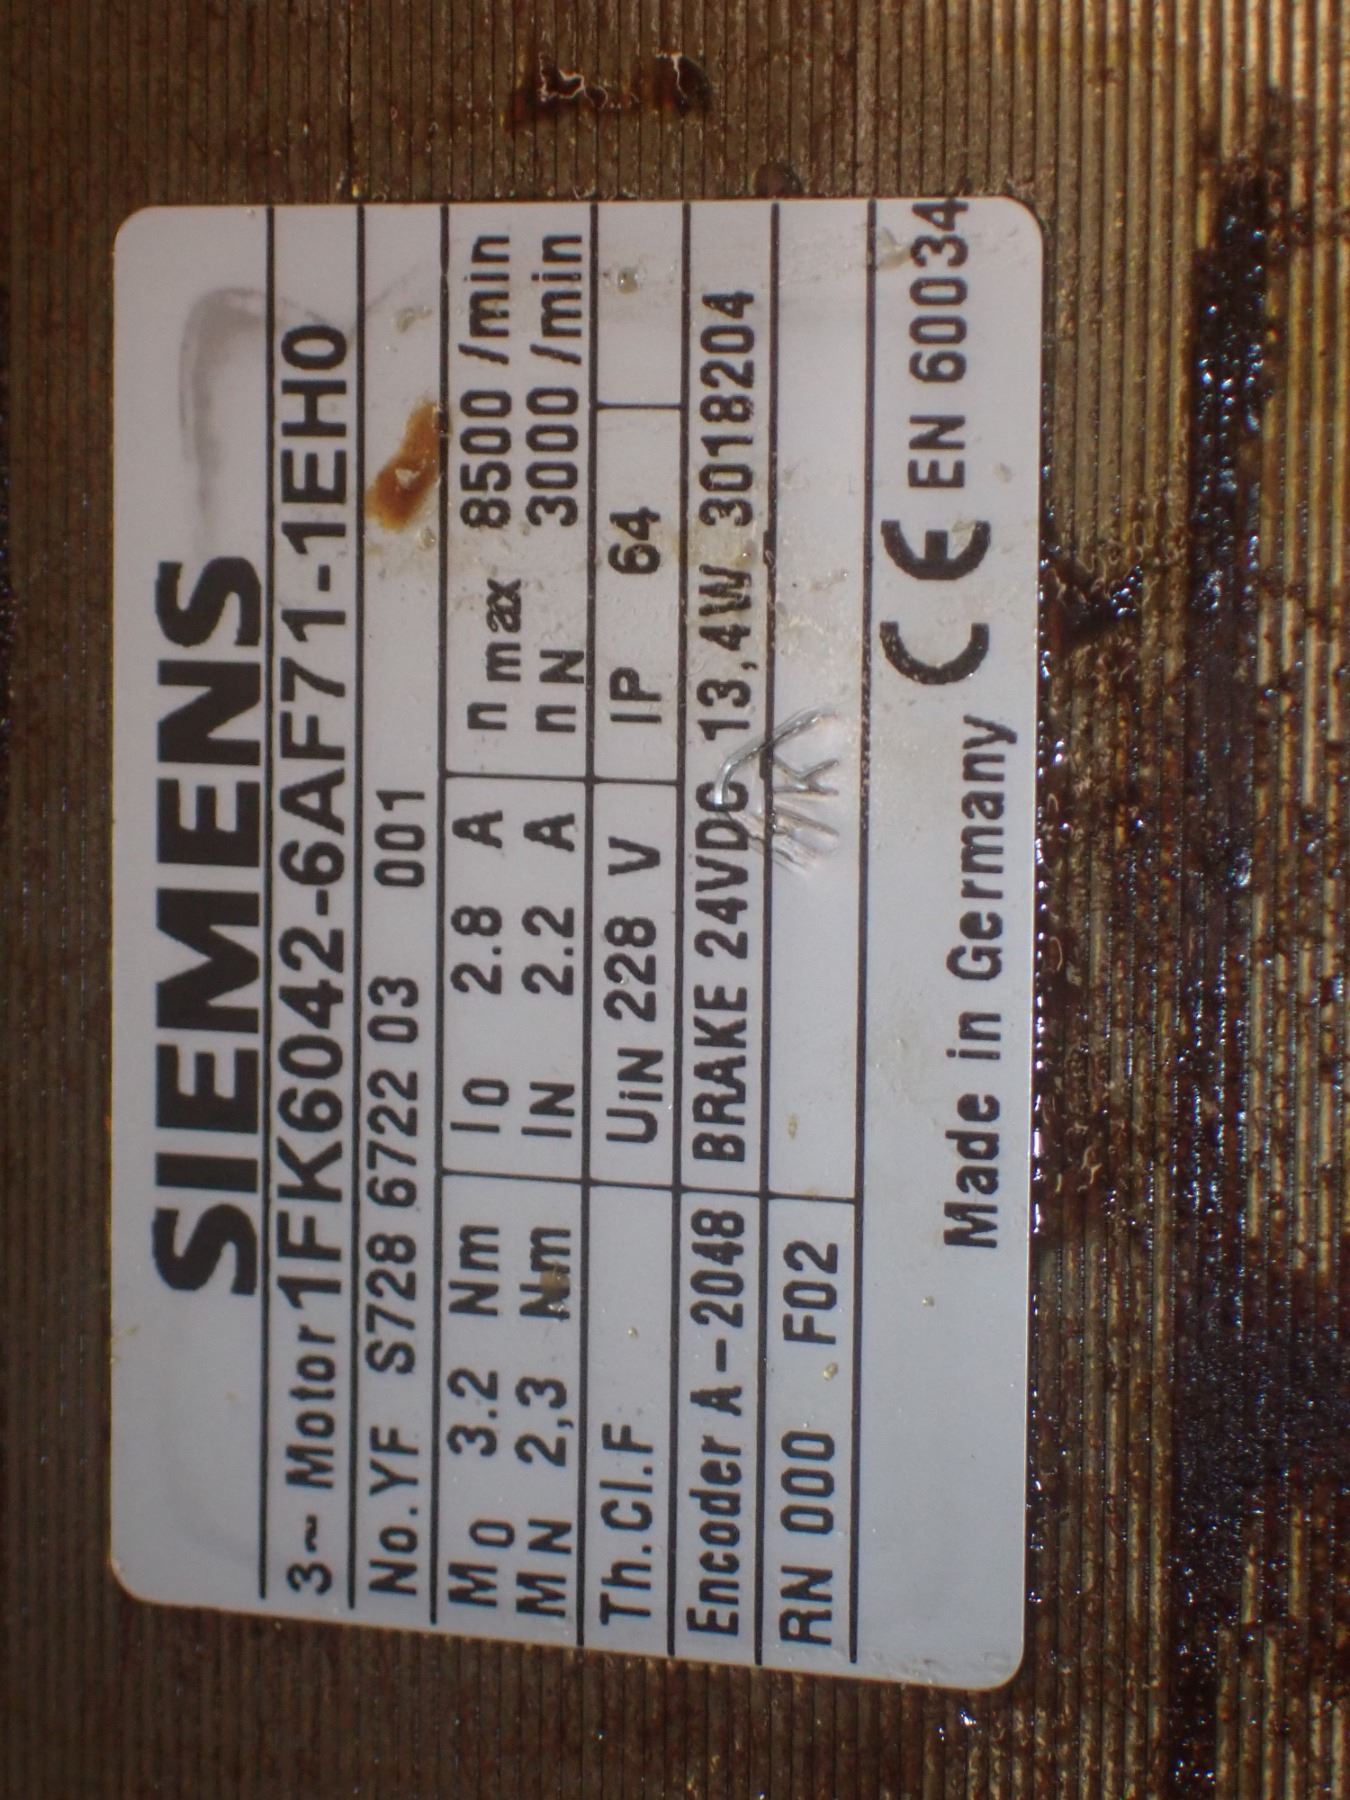 SIEMENS
3~ Motor 1FK6042-6AF71-1EH0
No.YF S728 6722 03 001
M0 3.2 Nm I0 2.8 A n max 8500 /min
MN 2,3 Nm IN 2.2 A nN 3000 /min
Th.Cl.F UiN 228 V IP 64
Encoder A-2048 BRAKE 24VDC 13,4W 3018204
RN 000 F02
Made in Germany CE EN 60034